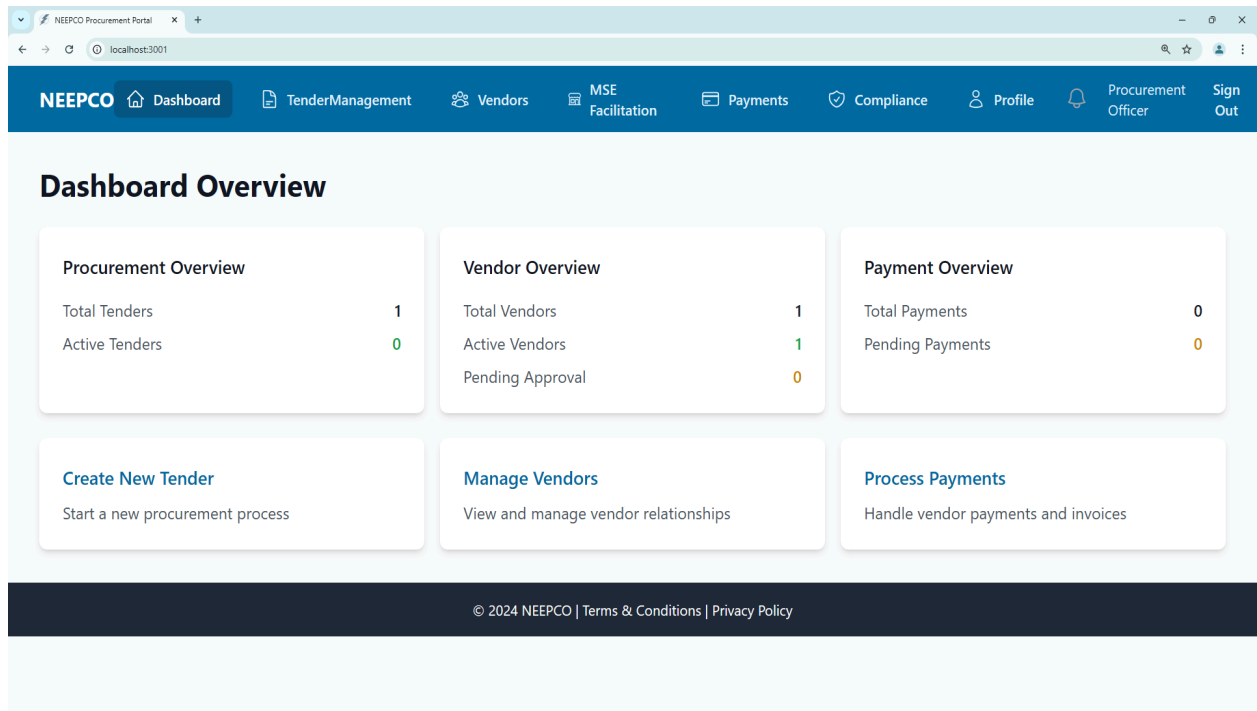 NEEPCO Procurement Portal
localhost:3001
NEEPCO
Dashboard
TenderManagement
Vendors
MSE
Facilitation
Payments
Compliance
Profile
Procurement
Officer
Sign
Out
Dashboard Overview
Procurement Overview
Total Tenders 1
Active Tenders 0
Vendor Overview
Total Vendors 1
Active Vendors 1
Pending Approval 0
Payment Overview
Total Payments 0
Pending Payments 0
Create New Tender
Start a new procurement process
Manage Vendors
View and manage vendor relationships
Process Payments
Handle vendor payments and invoices
© 2024 NEEPCO | Terms & Conditions | Privacy Policy